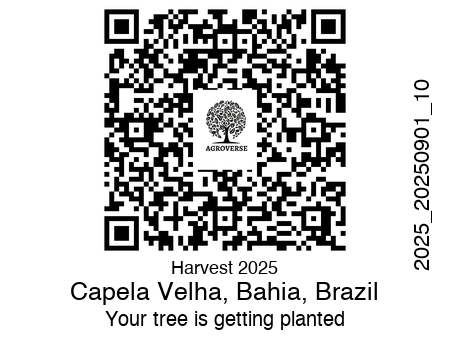 AGROVERSE
2025_20250901_10
Harvest 2025
Capela Velha, Bahia, Brazil
Your tree is getting planted